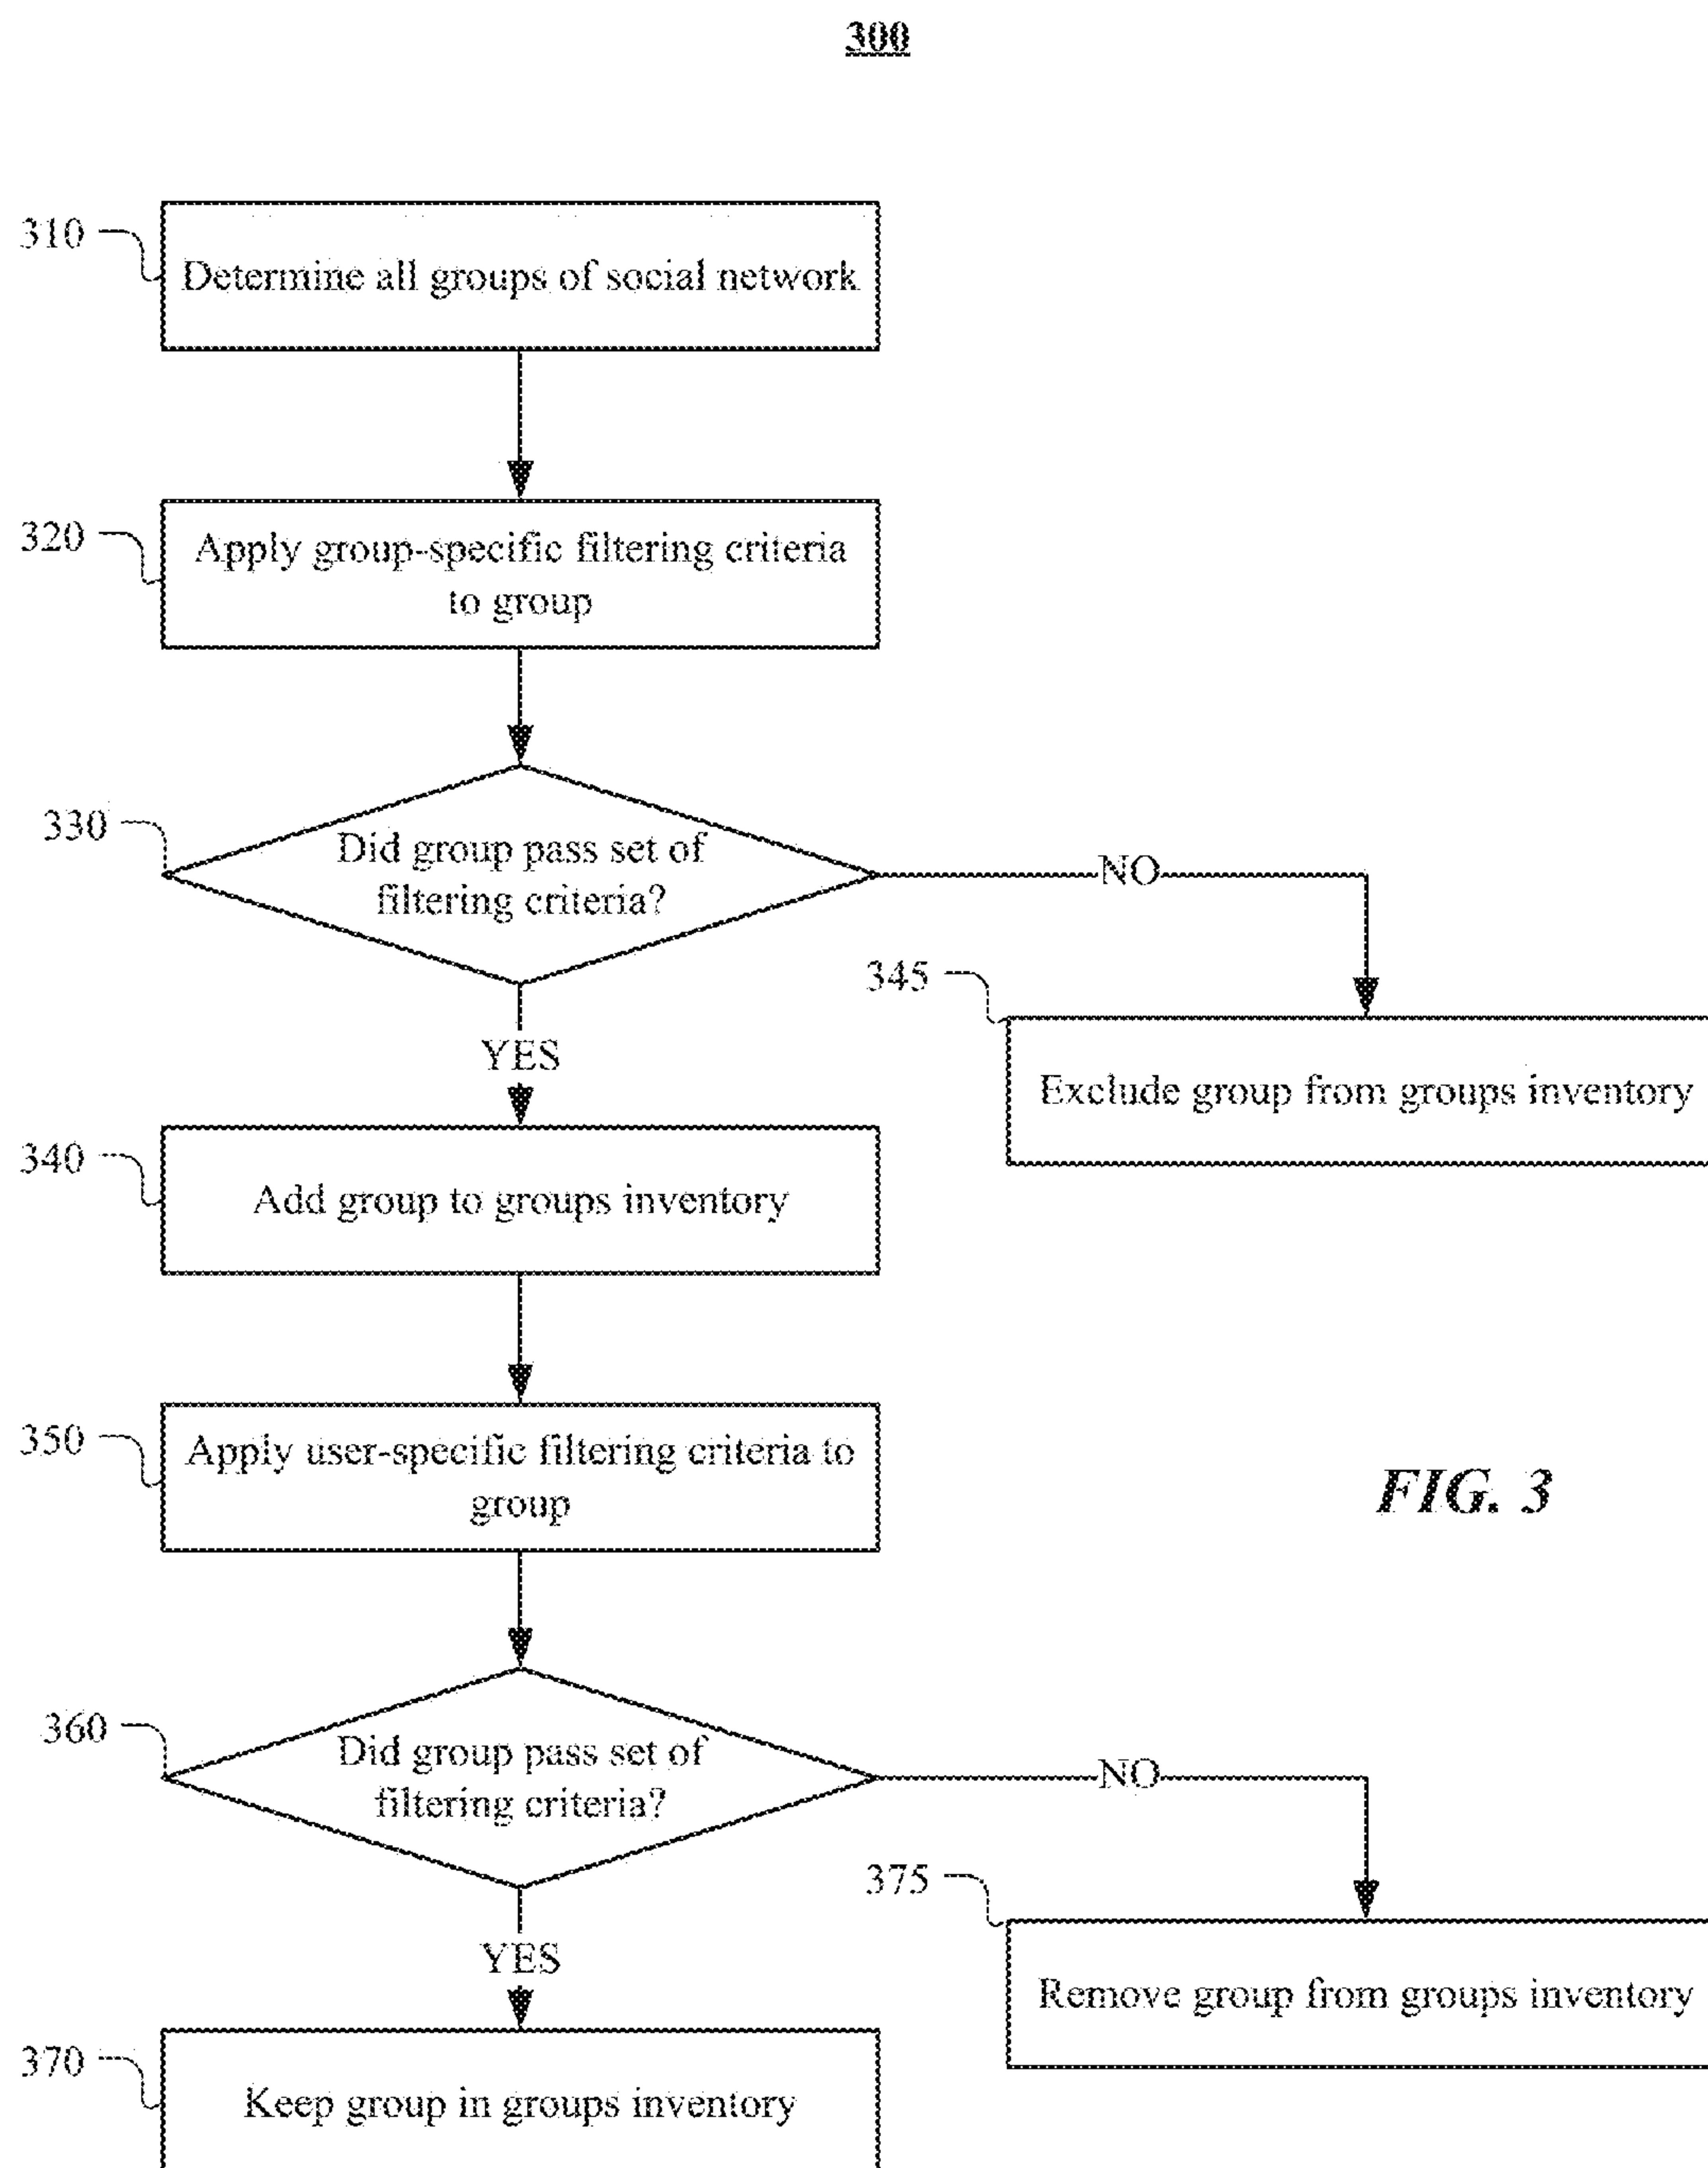 300
310
Determine all groups of social network
320
Apply group-specific filtering criteria
to group
330
Did group pass set of
filtering criteria?
NO
345
Exclude group from groups inventory
YES
340
Add group to groups inventory
350
Apply user-specific filtering criteria to
group
FIG. 3
360
Did group pass set of
filtering criteria?
NO
375
Remove group from groups inventory
YES
370
Keep group in groups inventory